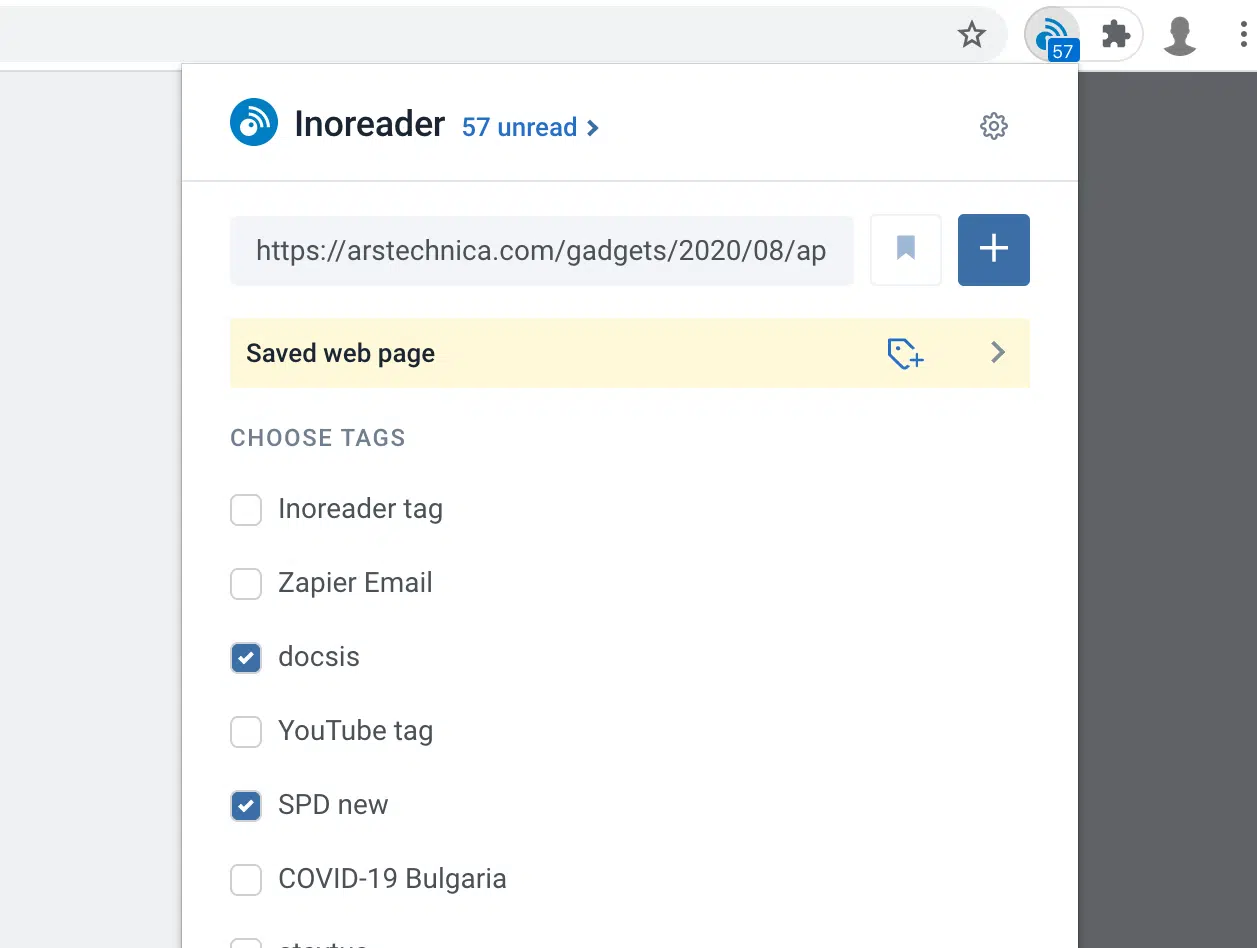 57
Inoreader 57 unread
https://arstechnica.com/gadgets/2020/08/ap
Saved web page
CHOOSE TAGS
Inoreader tag
Zapier Email
docsis
YouTube tag
SPD new
COVID-19 Bulgaria